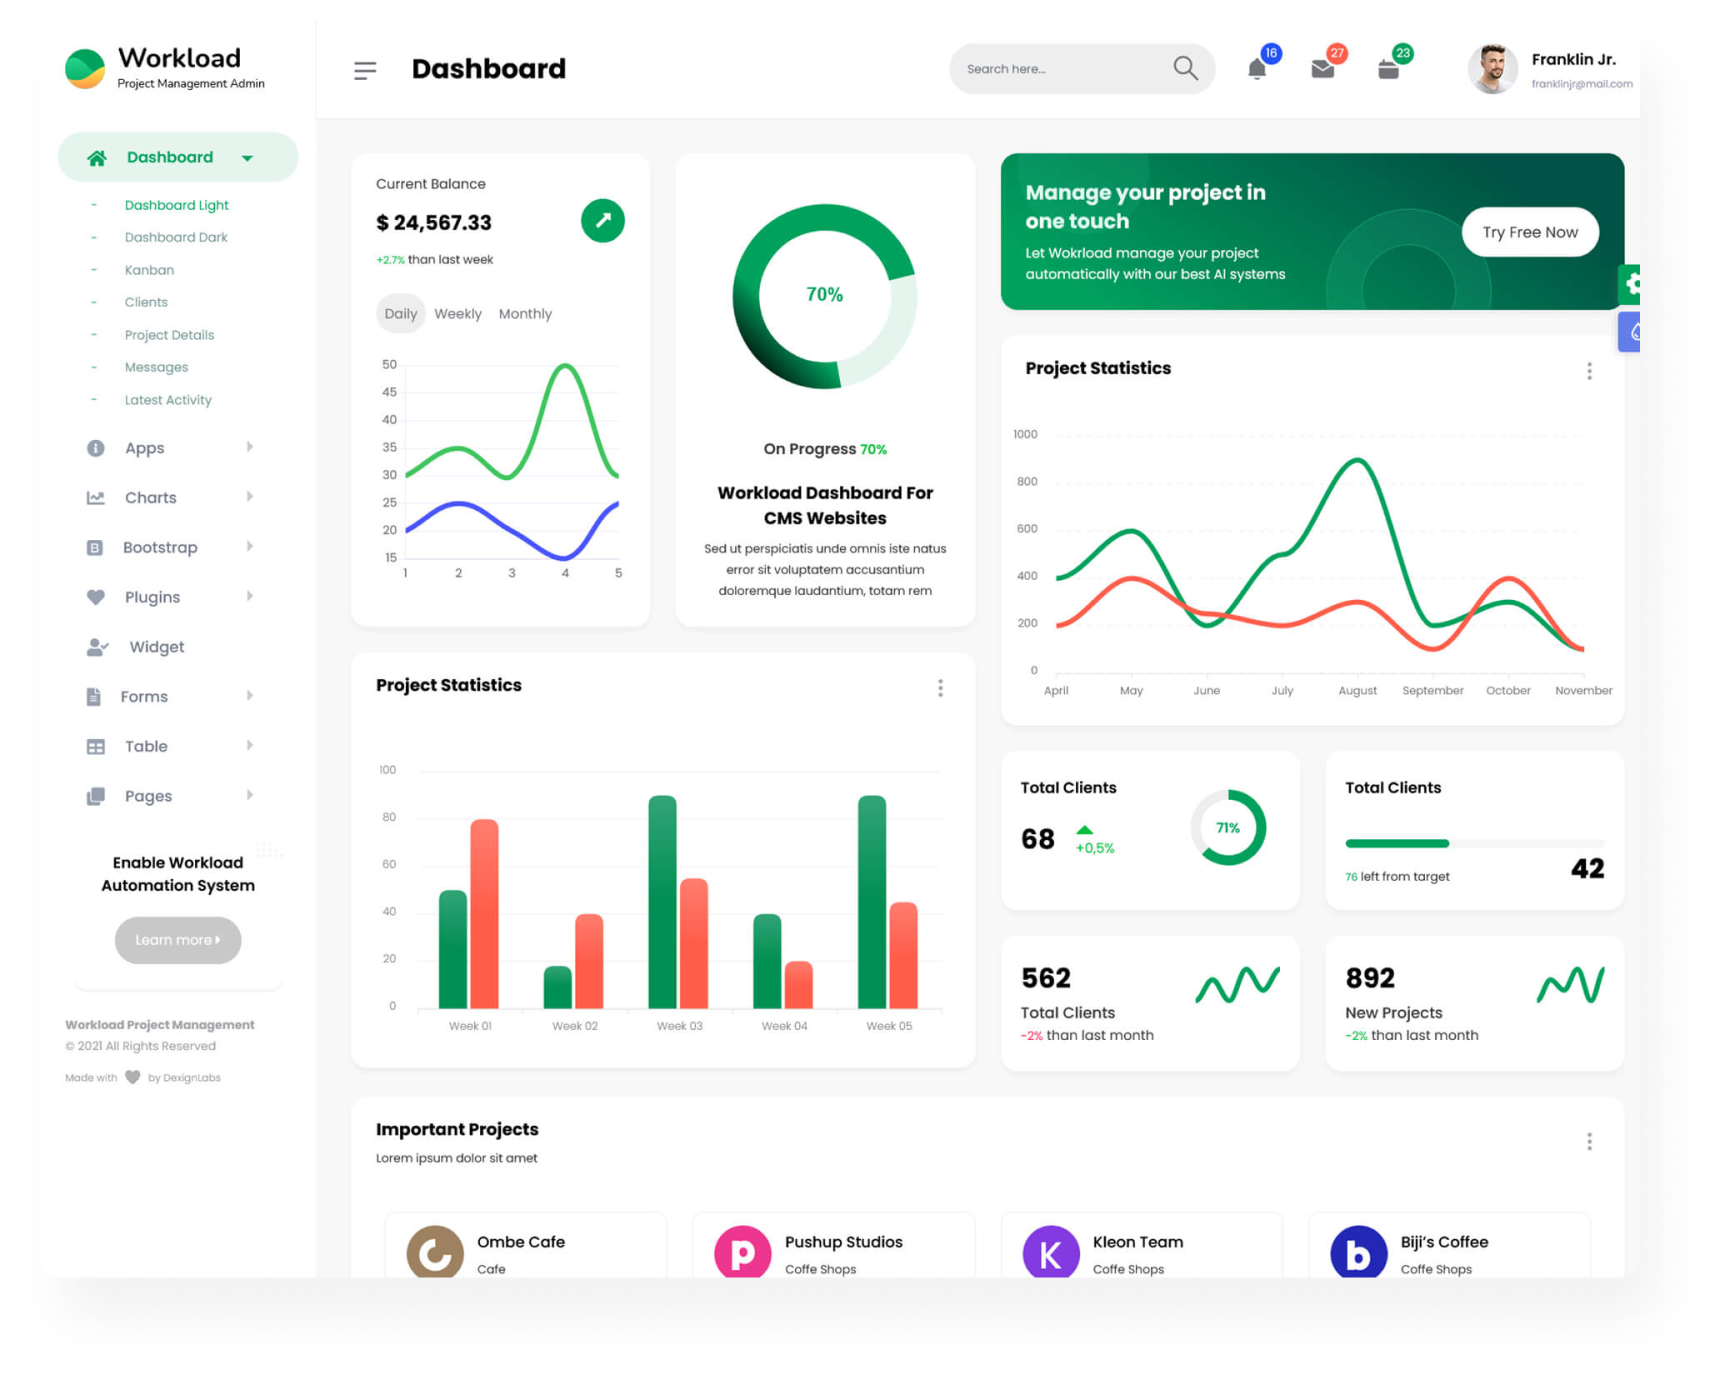 Workload
Project Management Admin
Dashboard
Search here...
16
27
23
Franklin Jr.
franklinjr@mail.com
Dashboard
- Dashboard Light
- Dashboard Dark
- Kanban
- Clients
- Project Details
- Messages
- Latest Activity
Apps
Charts
B Bootstrap
Plugins
Widget
Forms
Table
Pages
Enable Workload
Automation System
Learn more
Workload Project Management
© 2021 All Rights Reserved
Made with by DexignLabs
Current Balance
$ 24,567.33
+2.7% than last week
Daily Weekly Monthly
50
45
40
35
30
25
20
15
1 2 3 4 5
70%
On Progress 70%
Workload Dashboard For
CMS Websites
Sed ut perspiciatis unde omnis iste natus
error sit voluptatem accusantium
doloremque laudantium, totam rem
Manage your project in
one touch
Let Wokrload manage your project
automatically with our best AI systems
Try Free Now
Project Statistics
1000
800
600
400
200
0
April May June July August September October November
Project Statistics
100
80
60
40
20
0
Week 01 Week 02 Week 03 Week 04 Week 05
Total Clients
68
+0,5%
71%
Total Clients
76 left from target
42
562
Total Clients
-2% than last month
892
New Projects
-2% than last month
Important Projects
Lorem ipsum dolor sit amet
Ombe Cafe
Cafe
p
Pushup Studios
Coffe Shops
K
Kleon Team
Coffe Shops
b
Biji's Coffee
Coffe Shops